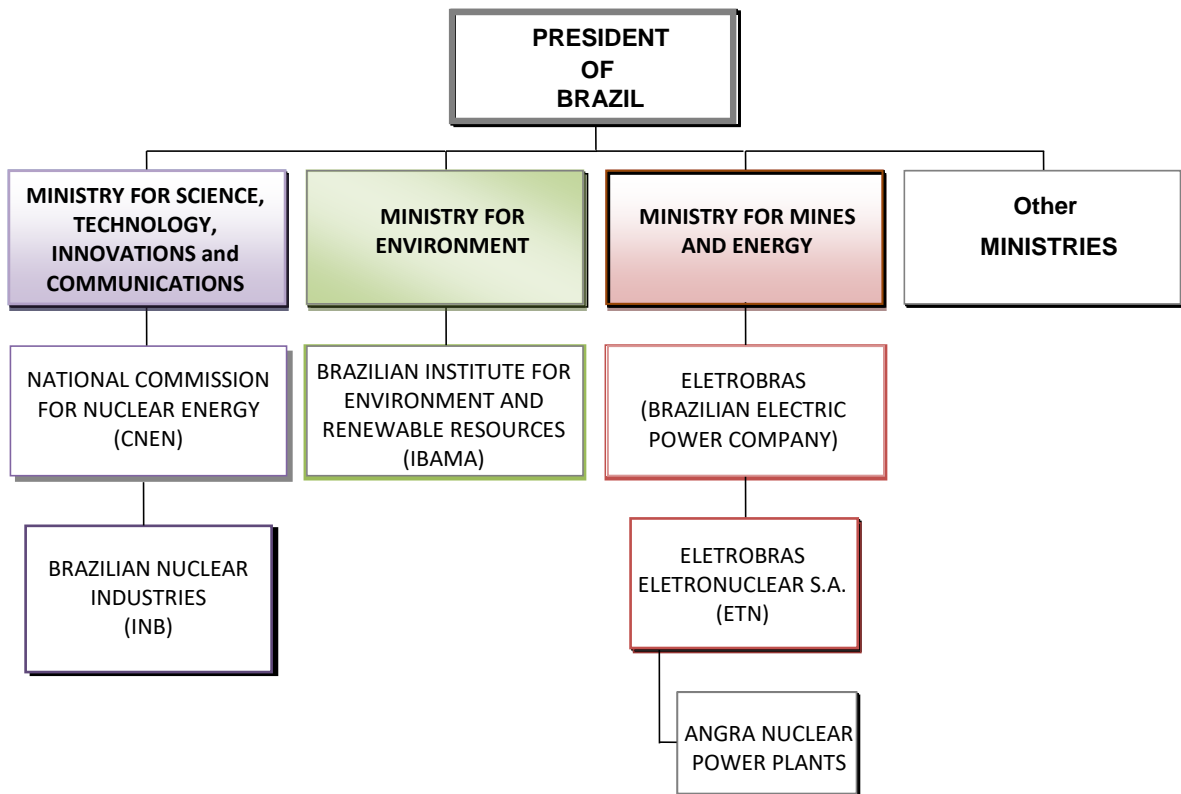 PRESIDENT
OF
BRAZIL
MINISTRY FOR SCIENCE,
TECHNOLOGY,
INNOVATIONS and
COMMUNICATIONS
MINISTRY FOR
ENVIRONMENT
MINISTRY FOR MINES
AND ENERGY
Other
MINISTRIES
NATIONAL COMMISSION
FOR NUCLEAR ENERGY
(CNEN)
BRAZILIAN INSTITUTE FOR
ENVIRONMENT AND
RENEWABLE RESOURCES
(IBAMA)
ELETROBRAS
(BRAZILIAN ELECTRIC
POWER COMPANY)
BRAZILIAN NUCLEAR
INDUSTRIES
(INB)
ELETROBRAS
ELETRONUCLEAR S.A.
(ETN)
ANGRA NUCLEAR
POWER PLANTS